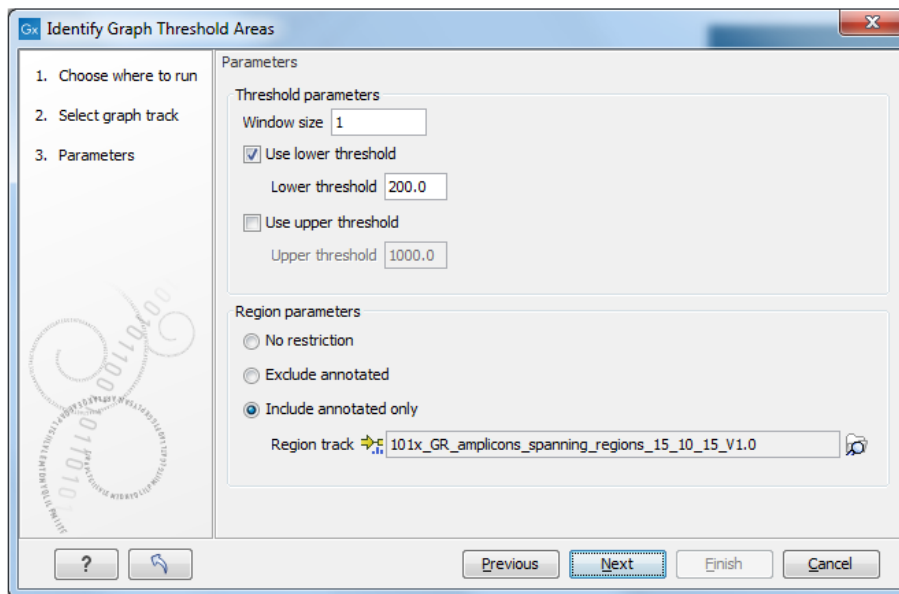 Gx Identify Graph Threshold Areas
1. Choose where to run
2. Select graph track
3. Parameters
Parameters
Threshold parameters
Window size 1
Use lower threshold
Lower threshold 200.0
Use upper threshold
Upper threshold 1000.0
Region parameters
No restriction
Exclude annotated
Include annotated only
Region track 101x_GR_amplicons_spanning_regions_15_10_15_V1.0
? Previous Next Finish Cancel